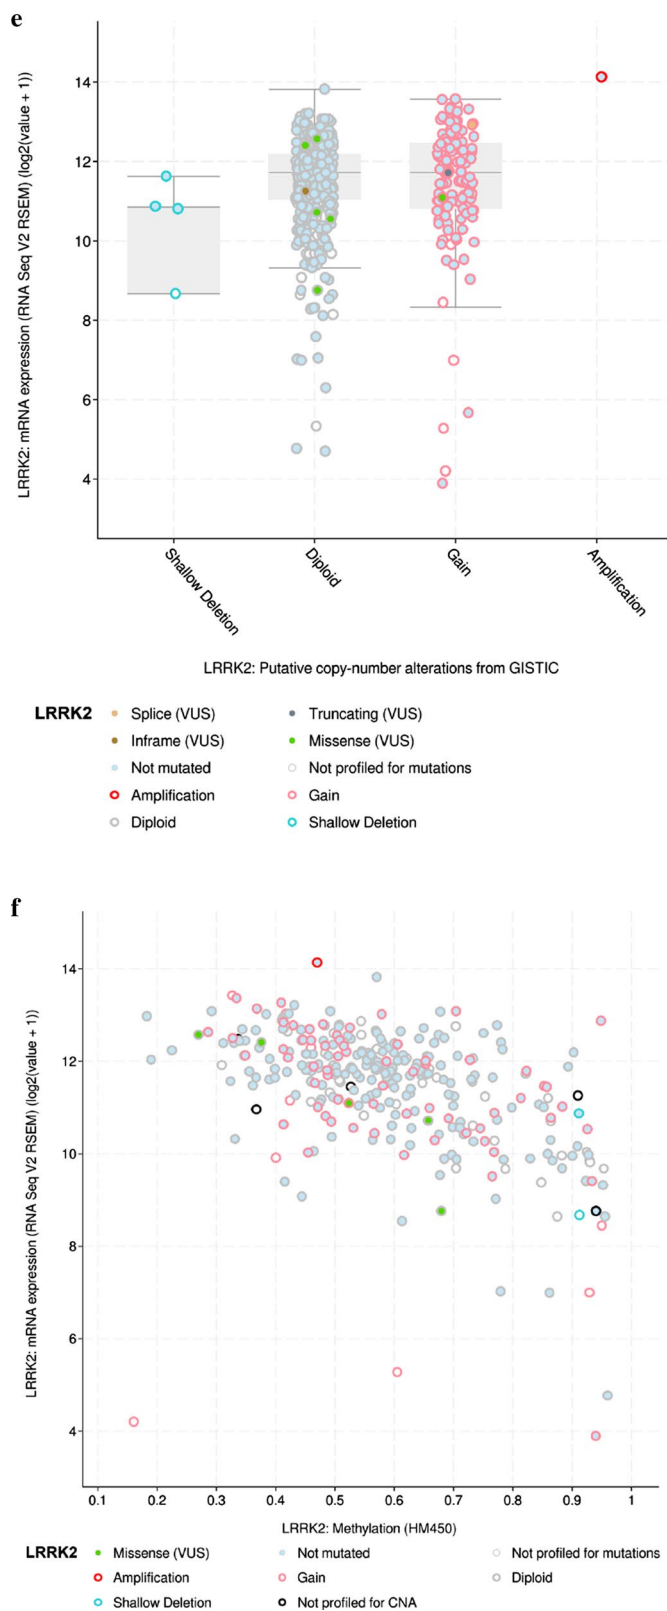 e
LRRK2: mRNA expression (RNA Seq V2 RSEM) (log2(value + 1))
14
12
10
8
6
4
Shallow Deletion
Diploid
Gain
Amplification
LRRK2: Putative copy-number alterations from GISTIC
LRRK2
Splice (VUS) Truncating (VUS)
Inframe (VUS) Missense (VUS)
Not mutated Not profiled for mutations
Amplification Gain
Diploid Shallow Deletion
f
LRRK2: mRNA expression (RNA Seq V2 RSEM) (log2(value + 1))
14
12
10
8
6
4
0.1 0.2 0.3 0.4 0.5 0.6 0.7 0.8 0.9 1
LRRK2: Methylation (HM450)
LRRK2 Missense (VUS) Not mutated Not profiled for mutations
Amplification Gain Diploid
Shallow Deletion Not profiled for CNA